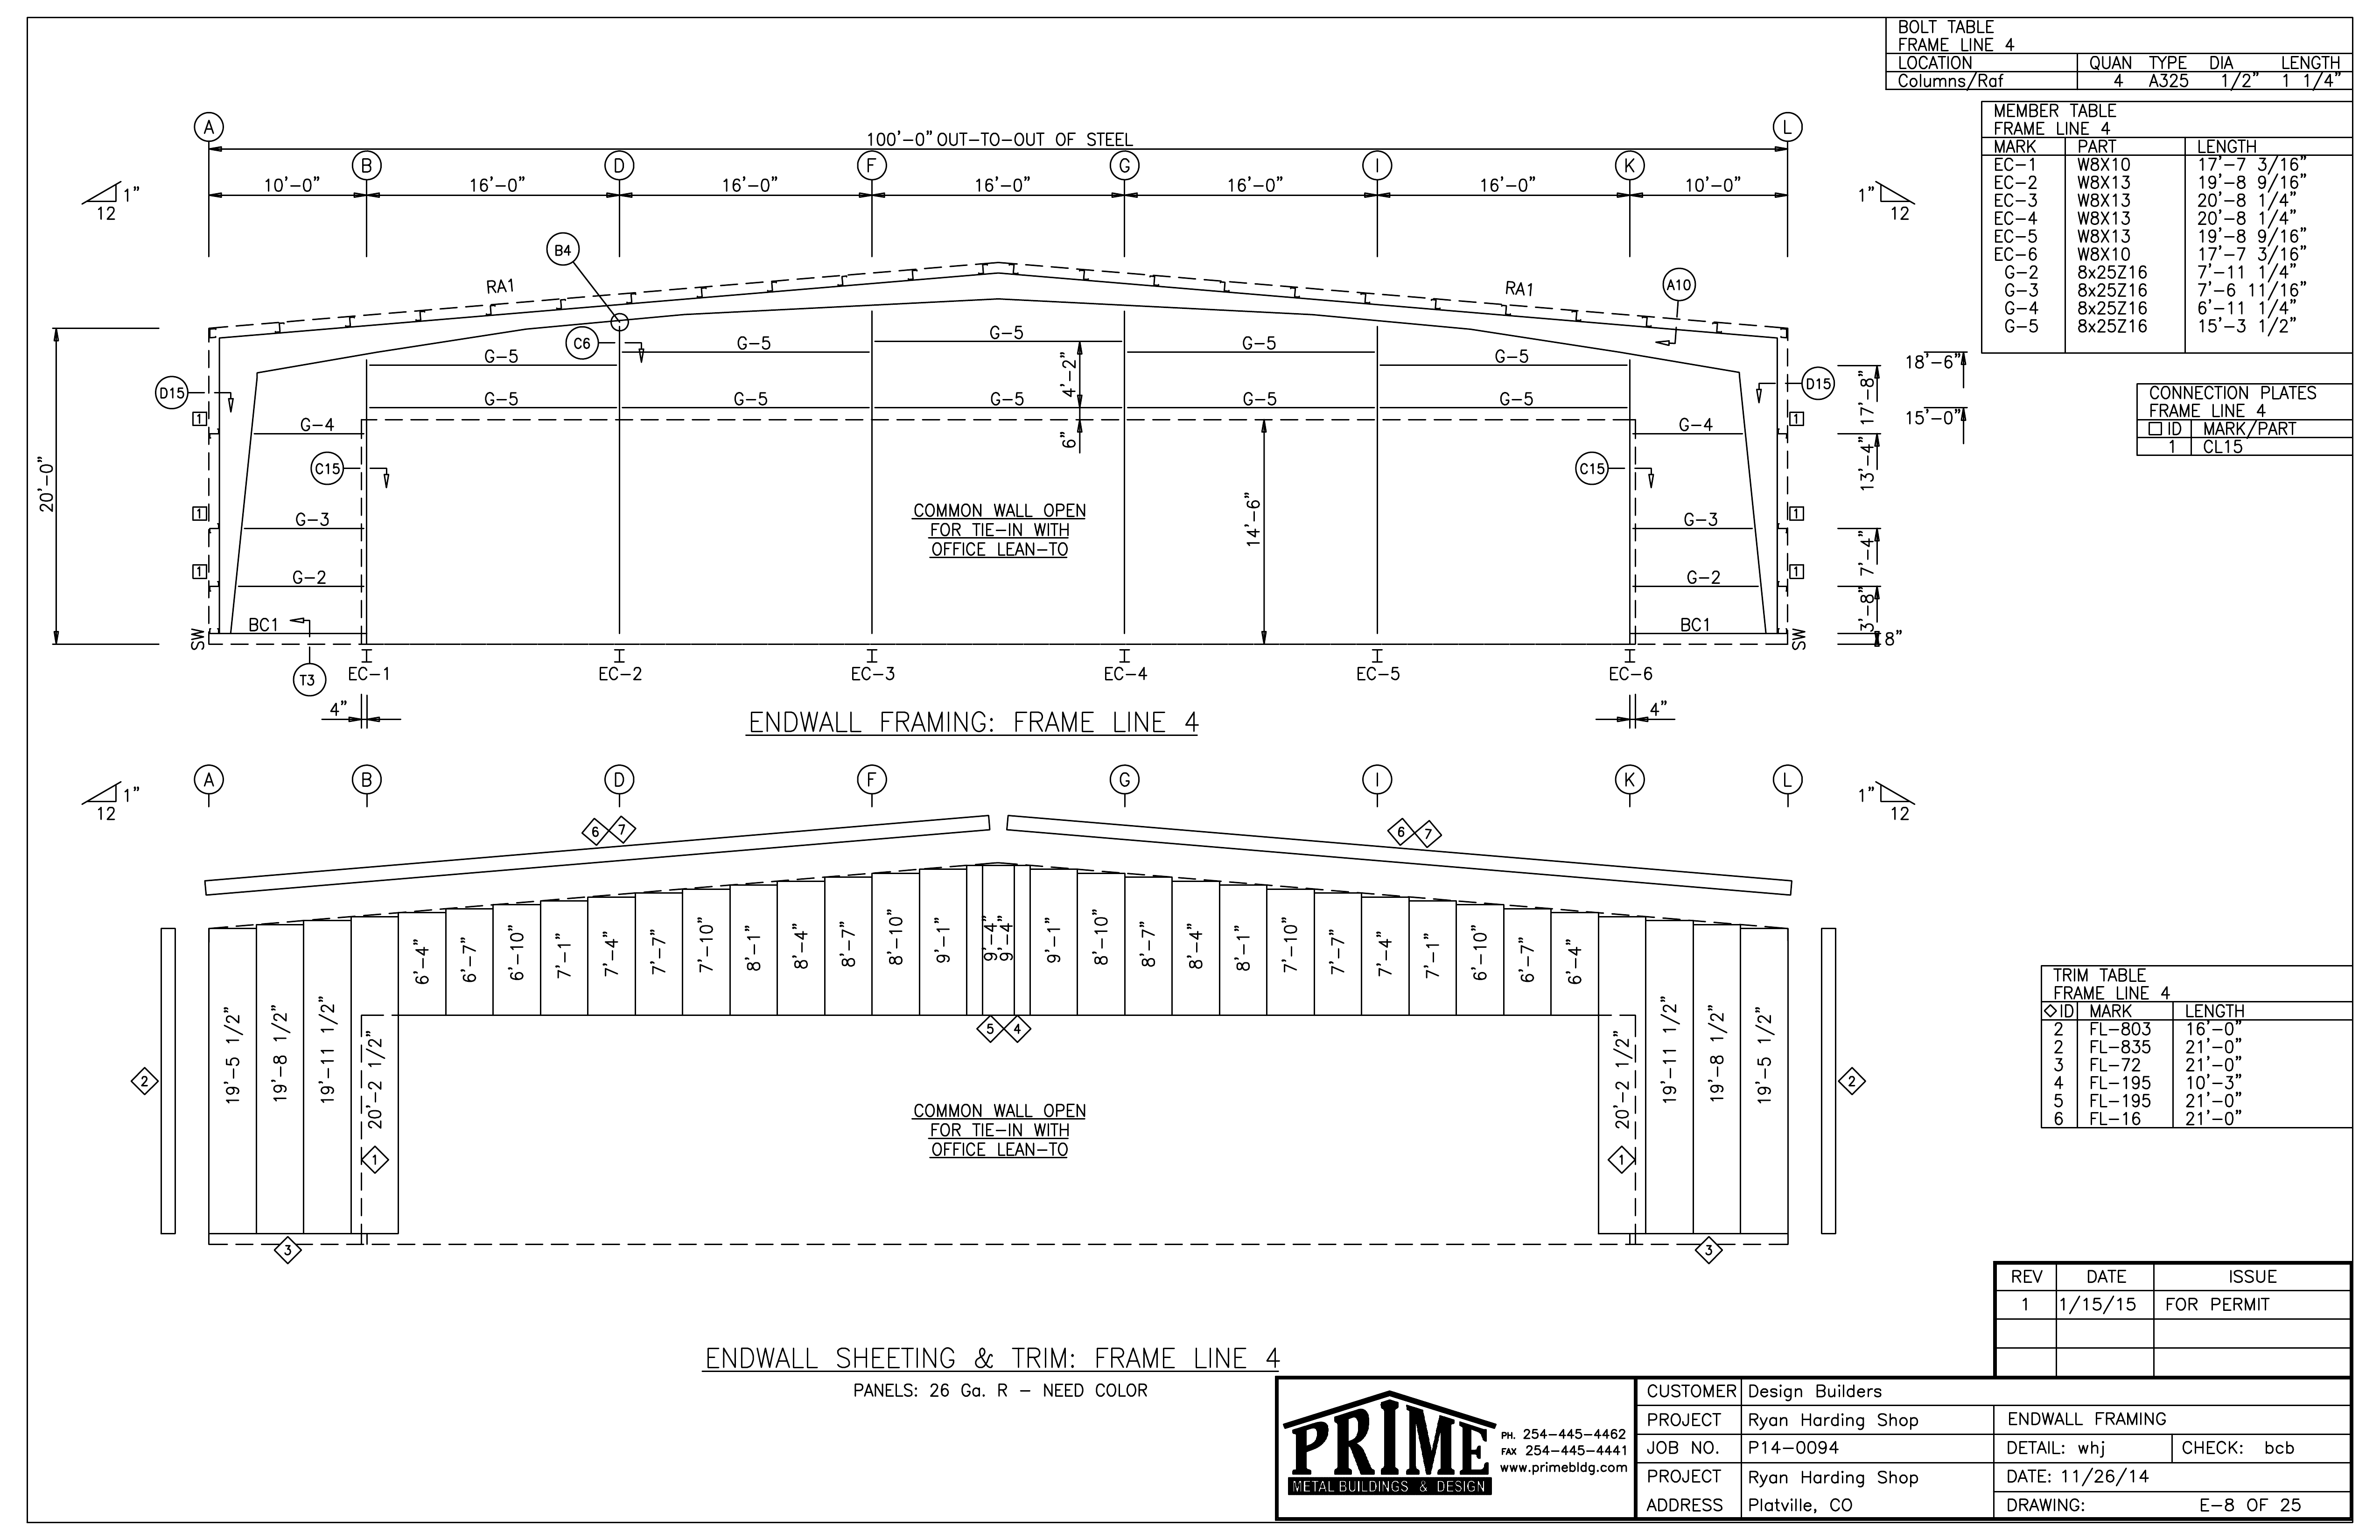 BOLT TABLE
FRAME LINE 4
LOCATION QUAN TYPE DIA LENGTH
Columns/Raf 4 A325 1/2" 1 1/4"
MEMBER TABLE
FRAME LINE 4
MARK PART LENGTH
EC-1 W8X10 17'-7 3/16"
EC-2 W8X13 19'-8 9/16"
EC-3 W8X13 20'-8 1/4"
EC-4 W8X13 20'-8 1/4"
EC-5 W8X13 19'-8 9/16"
EC-6 W8X10 17'-7 3/16"
G-2 8x25Z16 7'-11 1/4"
G-3 8x25Z16 7'-6 11/16"
G-4 8x25Z16 6'-11 1/4"
G-5 8x25Z16 15'-3 1/2"
CONNECTION PLATES
FRAME LINE 4
ID MARK/PART
1 CL15
A L
100'-0" OUT-TO-OUT OF STEEL
B D F G I K
10'-0" 16'-0" 16'-0" 16'-0" 16'-0" 16'-0" 10'-0"
1" 12
1" 12
B4
RA1 RA1
A10
C6
G-5
G-5 G-5
G-5 G-5
4'-2"
18'-6"
17'-8"
D15 D15
G-5 G-5 G-5 G-5 G-5
15'-0"
1 1
G-4 G-4
6"
13'-4"
C15 C15
20'-0"
14'-6"
COMMON WALL OPEN
FOR TIE-IN WITH
OFFICE LEAN-TO
1 1
G-3 G-3
7'-4"
1 1
G-2 G-2
3'-8"
BC1 BC1
SW SW
8"
T3
EC-1 EC-2 EC-3 EC-4 EC-5 EC-6
4" 4"
ENDWALL FRAMING: FRAME LINE 4
A B D F G I K L
1" 12
1" 12
6 7 6 7
19'-5 1/2" 19'-8 1/2" 19'-11 1/2" 20'-2 1/2" 6'-4" 6'-7" 6'-10" 7'-1" 7'-4" 7'-7" 7'-10" 8'-1" 8'-4" 8'-7" 8'-10" 9'-1" 9'-4" 9'-4" 9'-1" 8'-10" 8'-7" 8'-4" 8'-1" 7'-10" 7'-7" 7'-4" 7'-1" 6'-10" 6'-7" 6'-4" 20'-2 1/2" 19'-11 1/2" 19'-8 1/2" 19'-5 1/2"
5 4
2 2
COMMON WALL OPEN
FOR TIE-IN WITH
OFFICE LEAN-TO
1 1
3 3
TRIM TABLE
FRAME LINE 4
ID MARK LENGTH
2 FL-803 16'-0"
2 FL-835 21'-0"
3 FL-72 21'-0"
4 FL-195 10'-3"
5 FL-195 21'-0"
6 FL-16 21'-0"
ENDWALL SHEETING & TRIM: FRAME LINE 4
PANELS: 26 Ga. R - NEED COLOR
REV DATE ISSUE
1 1/15/15 FOR PERMIT
PRIME
METAL BUILDINGS & DESIGN
PH. 254-445-4462
FAX 254-445-4441
www.primebldg.com
CUSTOMER Design Builders
PROJECT Ryan Harding Shop
ENDWALL FRAMING
JOB NO. P14-0094
DETAIL: whj CHECK: bcb
PROJECT Ryan Harding Shop
DATE: 11/26/14
ADDRESS Platville, CO
DRAWING: E-8 OF 25